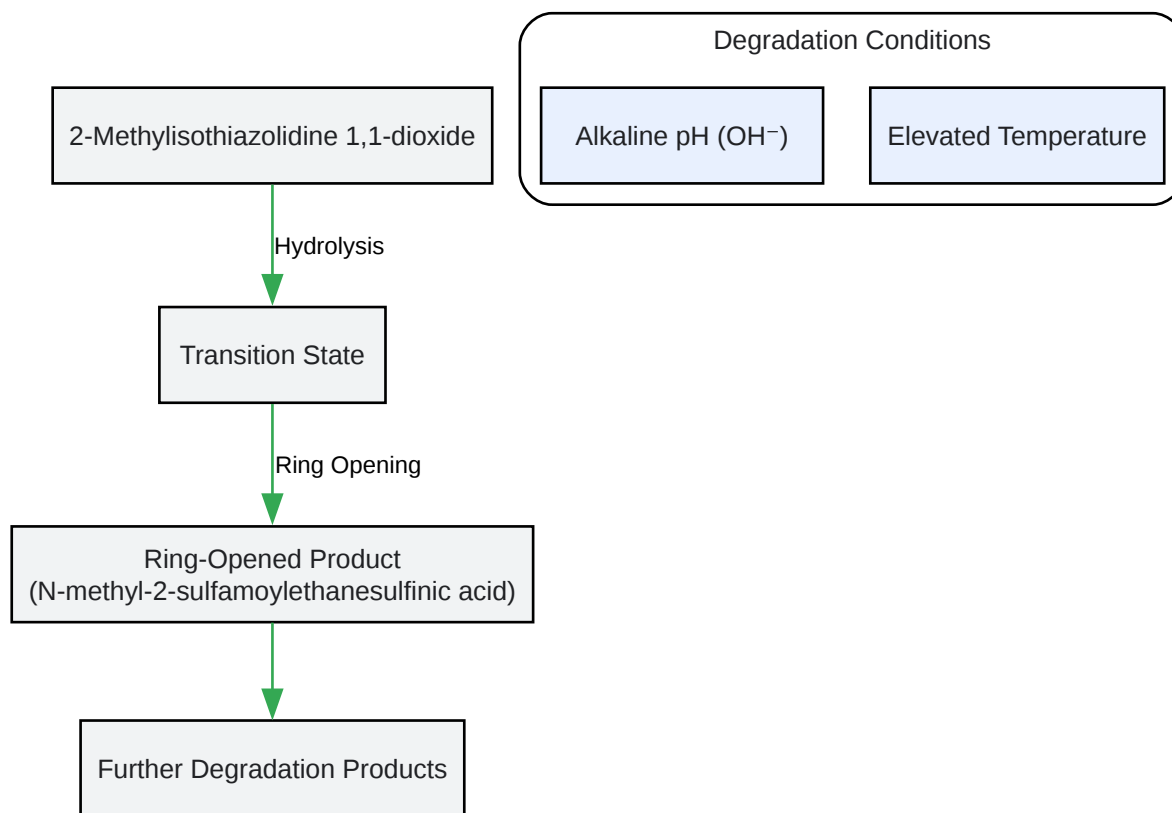 Degradation Conditions
2-Methylisothiazolidine 1,1-dioxide
Alkaline pH (OH⁻)
Elevated Temperature
Hydrolysis
Transition State
Ring Opening
Ring-Opened Product
(N-methyl-2-sulfamoylethanesulfinic acid)
Further Degradation Products